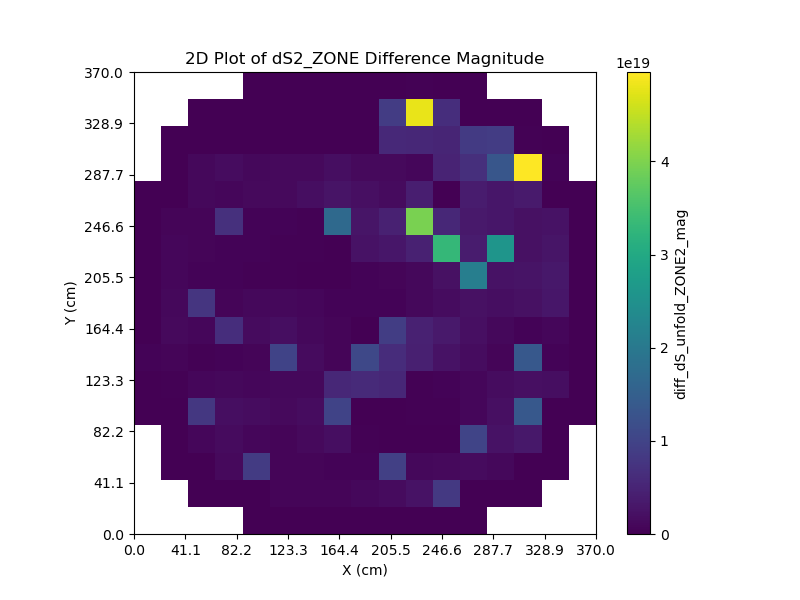 2D Plot of dS2_ZONE Difference Magnitude
1e19
370.0
328.9
287.7
246.6
205.5
164.4
123.3
82.2
41.1
0.0
Y (cm)
0.0 41.1 82.2 123.3 164.4 205.5 246.6 287.7 328.9 370.0
X (cm)
4
3
2
1
0
diff_dS_unfold_ZONE2_mag